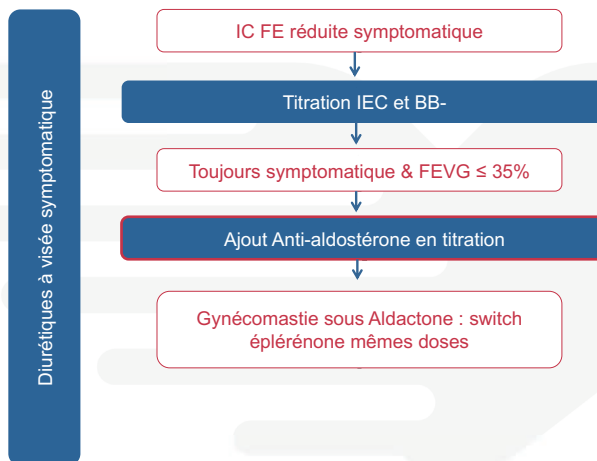 Diurétiques à visée symptomatique
IC FE réduite symptomatique
Titration IEC et BB-
Toujours symptomatique & FEVG ≤ 35%
Ajout Anti-aldostérone en titration
Gynécomastie sous Aldactone : switch
éplérénone mêmes doses